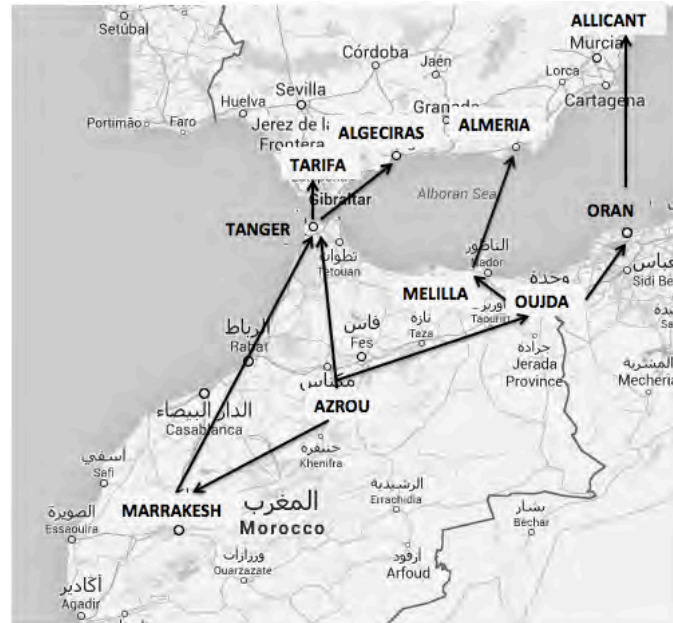 ALLICANT
Setúbal
Córdoba
Jaén
Murcia
Lorca
Cartagena
Huelva
Sevilla
Granada
ALMERIA
Portimão
Faro
Jerez de la
Frontera
ALGECIRAS
TARIFA
Gibraltar
Alboran Sea
ORAN
TANGER
تطوان
Tetouan
الناظور
Nador
وجدة
Sidi Be
MELILLA
OUJDA
Taourirt
الرباط
Rabat
فاس
Fes
تازة
Taza
جرادة
Jerada
Province
المشرية
Mecheria
مكناس
AZROU
الدار البيضاء
Casablanca
خنيفرة
Khenifra
اسفي
Safi
الرشيدية
Errachidia
MARRAKESH
المغرب
Morocco
بشار
Bechar
الصويرة
Essaouira
ورزازات
Ouarzazate
أرفود
Arfoud
أكادير
Agadir